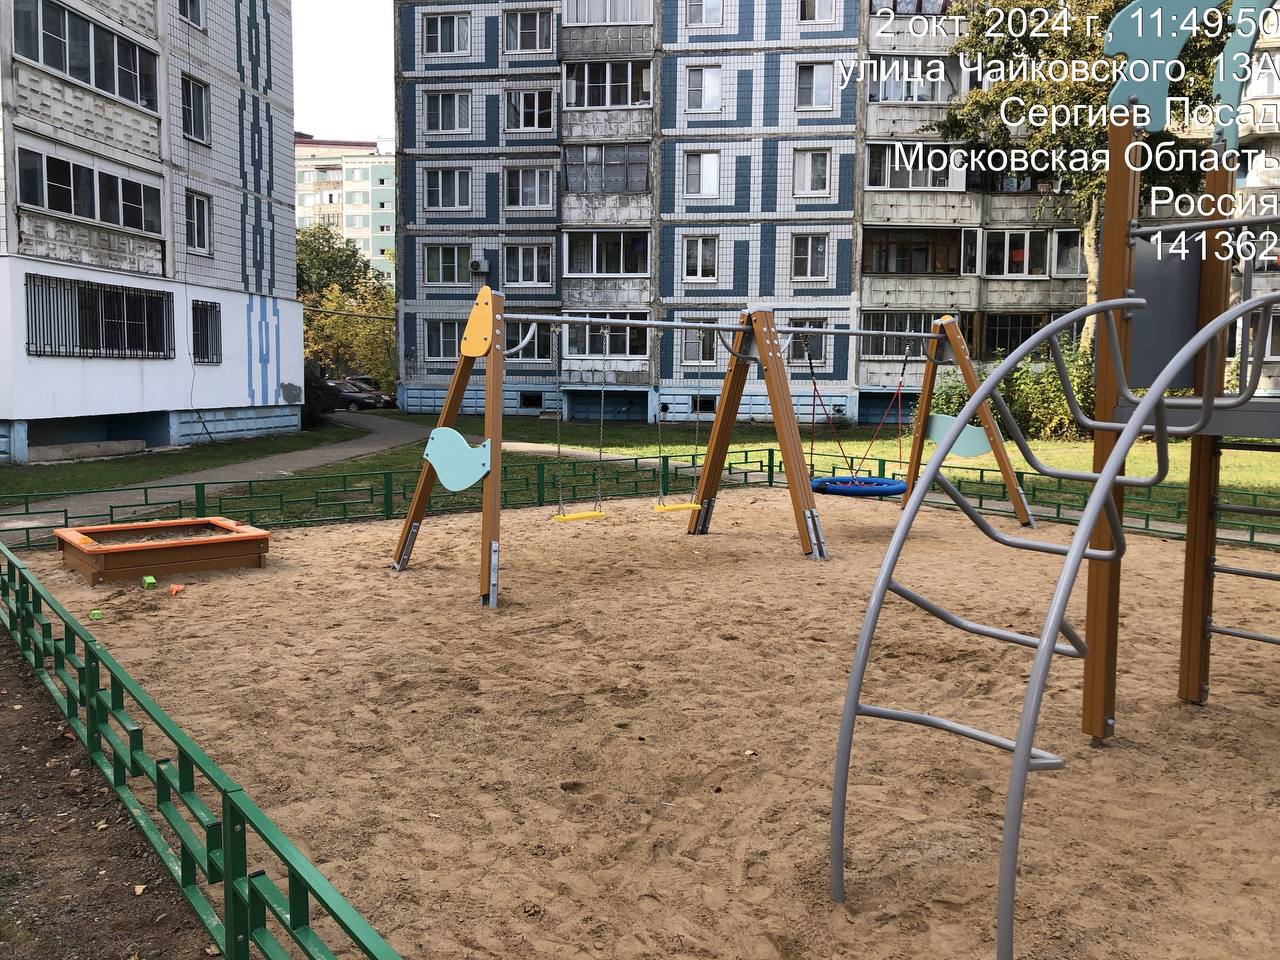 2 окт. 2024 г., 11:49:50
улица Чайковского, 13А
Сергиев Посад
Московская Область
Россия
141362